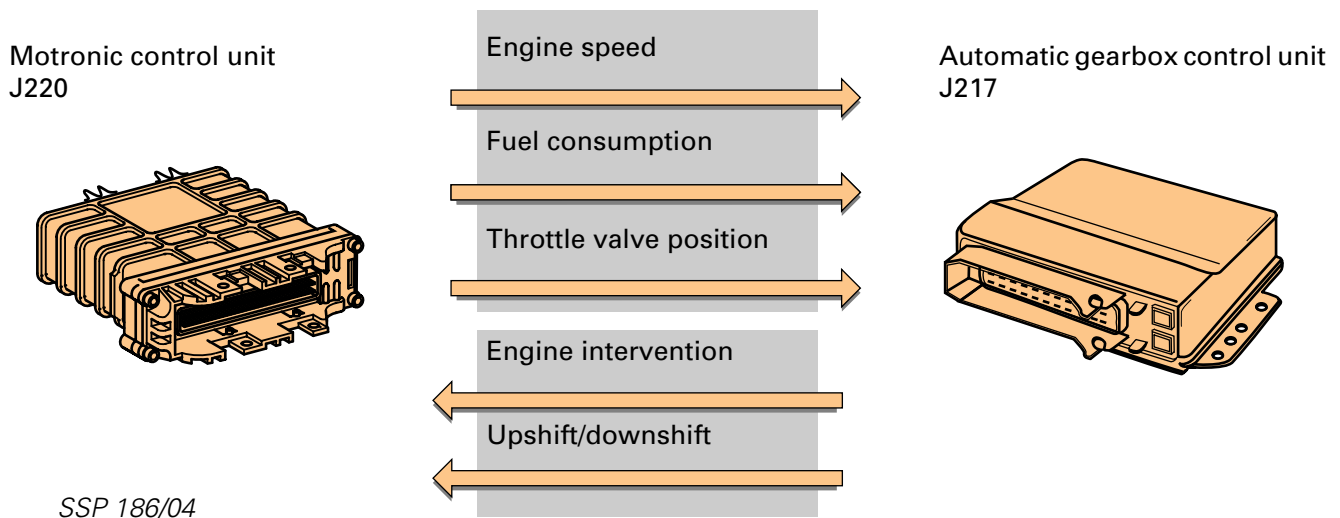 Motronic control unit
J220
Engine speed
Fuel consumption
Throttle valve position
Engine intervention
Upshift/downshift
Automatic gearbox control unit
J217
SSP 186/04